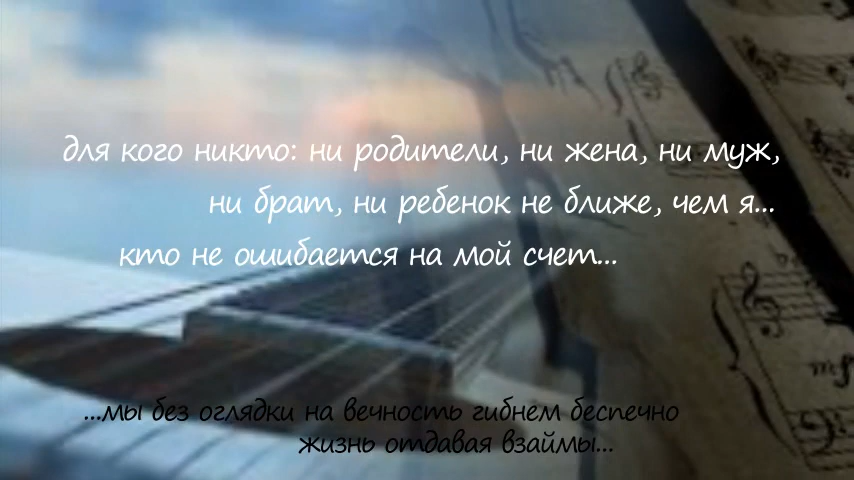 для кого никто: ни родители, ни жена, ни муж,
ни брат, ни ребенок не ближе, чем я...
кто не ошибается на мой счет...
...мы без оглядки на вечность гибнем беспечно
жизнь отдавая взаймы...